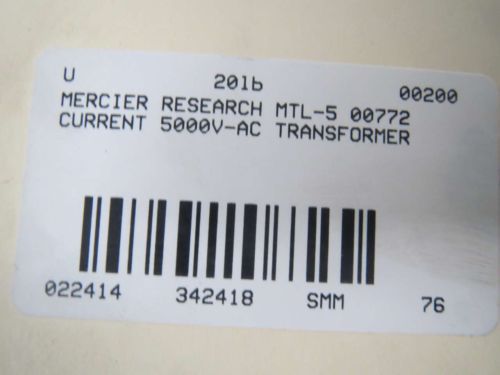 U 201b 00200
MERCIER RESEARCH MTL-5 00772
CURRENT 5000V-AC TRANSFORMER
022414 342418 SMM 76